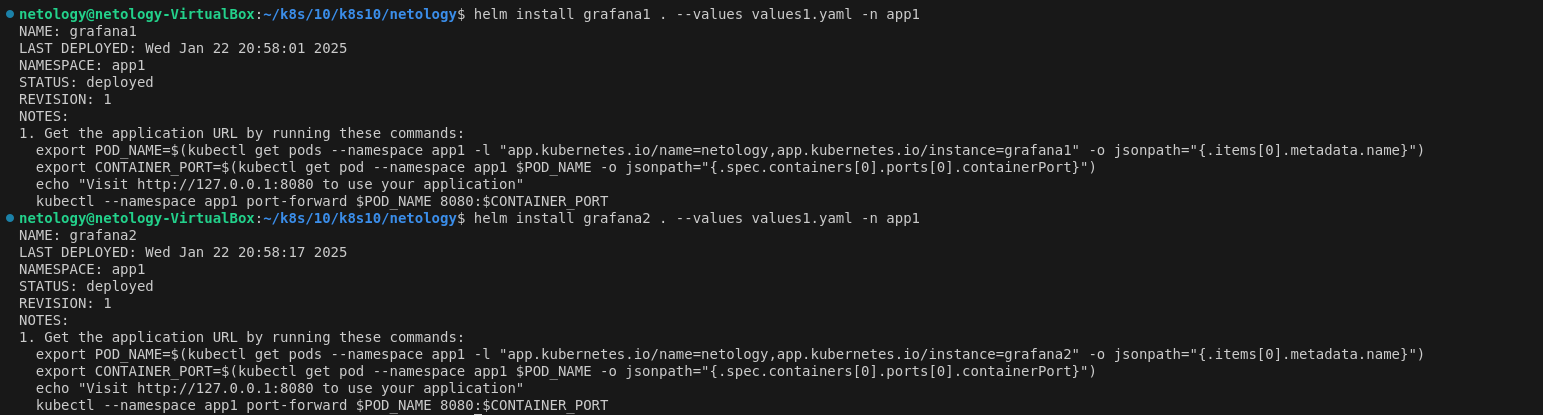 netology@netology-VirtualBox:~/k8s/10/k8s10/netology$ helm install grafana1 . --values values1.yaml -n app1
NAME: grafana1
LAST DEPLOYED: Wed Jan 22 20:58:01 2025
NAMESPACE: app1
STATUS: deployed
REVISION: 1
NOTES:
1. Get the application URL by running these commands:
  export POD_NAME=$(kubectl get pods --namespace app1 -l "app.kubernetes.io/name=netology,app.kubernetes.io/instance=grafana1" -o jsonpath="{.items[0].metadata.name}")
  export CONTAINER_PORT=$(kubectl get pod --namespace app1 $POD_NAME -o jsonpath="{.spec.containers[0].ports[0].containerPort}")
  echo "Visit http://127.0.0.1:8080 to use your application"
  kubectl --namespace app1 port-forward $POD_NAME 8080:$CONTAINER_PORT
netology@netology-VirtualBox:~/k8s/10/k8s10/netology$ helm install grafana2 . --values values1.yaml -n app1
NAME: grafana2
LAST DEPLOYED: Wed Jan 22 20:58:17 2025
NAMESPACE: app1
STATUS: deployed
REVISION: 1
NOTES:
1. Get the application URL by running these commands:
  export POD_NAME=$(kubectl get pods --namespace app1 -l "app.kubernetes.io/name=netology,app.kubernetes.io/instance=grafana2" -o jsonpath="{.items[0].metadata.name}")
  export CONTAINER_PORT=$(kubectl get pod --namespace app1 $POD_NAME -o jsonpath="{.spec.containers[0].ports[0].containerPort}")
  echo "Visit http://127.0.0.1:8080 to use your application"
  kubectl --namespace app1 port-forward $POD_NAME 8080:$CONTAINER_PORT